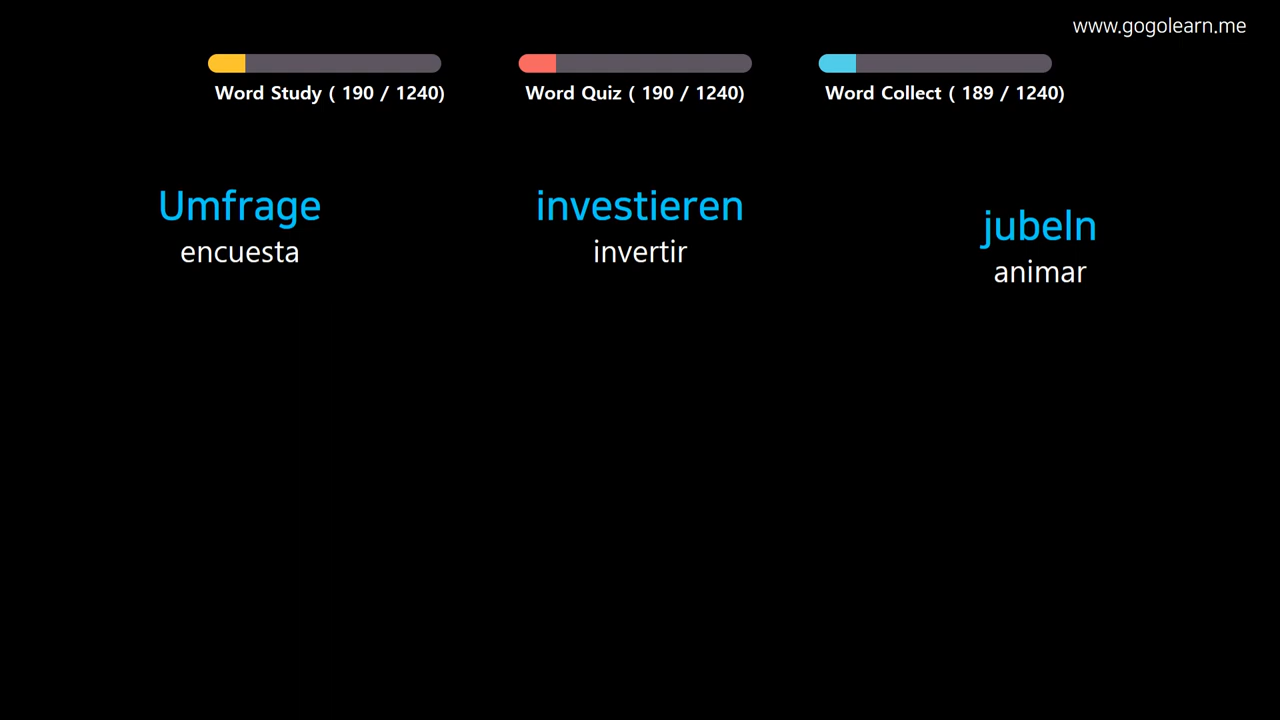 www.gogolearn.me
Word Study ( 190 / 1240)
Word Quiz ( 190 / 1240)
Word Collect ( 189 / 1240)
Umfrage
encuesta
investieren
invertir
jubeln
animar